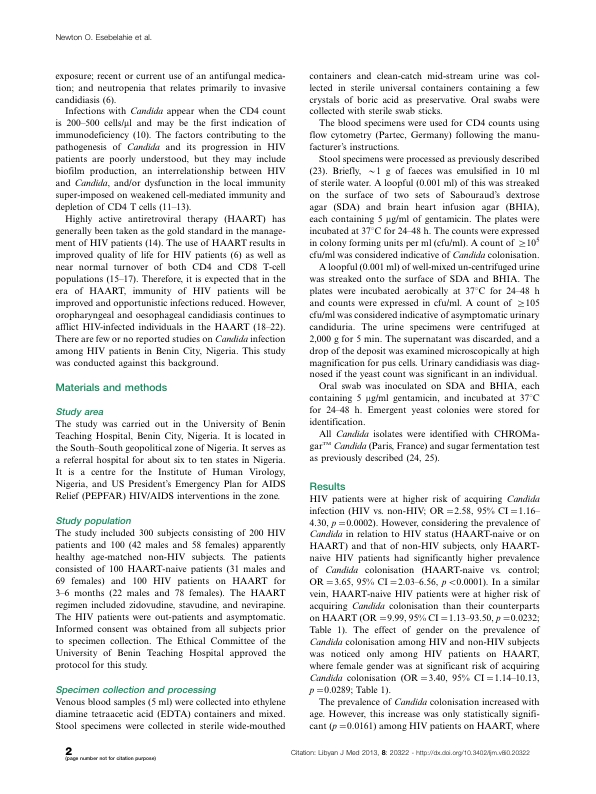 Newton O. Esebelahie et al.
exposure; recent or current use of an antifungal medica-
tion; and neutropenia that relates primarily to invasive
candidiasis (6).
Infections with Candida appear when the CD4 count
is 200–500 cells/µl and may be the first indication of
immunodeficiency (10). The factors contributing to the
pathogenesis of Candida and its progression in HIV
patients are poorly understood, but they may include
biofilm production, an interrelationship between HIV
and Candida, and/or dysfunction in the local immunity
super-imposed on weakened cell-mediated immunity and
depletion of CD4 T cells (11–13).
Highly active antiretroviral therapy (HAART) has
generally been taken as the gold standard in the manage-
ment of HIV patients (14). The use of HAART results in
improved quality of life for HIV patients (6) as well as
near normal turnover of both CD4 and CD8 T-cell
populations (15–17). Therefore, it is expected that in the
era of HAART, immunity of HIV patients will be
improved and opportunistic infections reduced. However,
oropharyngeal and oesophageal candidiasis continues to
afflict HIV-infected individuals in the HAART (18–22).
There are few or no reported studies on Candida infection
among HIV patients in Benin City, Nigeria. This study
was conducted against this background.
Materials and methods
Study area
The study was carried out in the University of Benin
Teaching Hospital, Benin City, Nigeria. It is located in
the South–South geopolitical zone of Nigeria. It serves as
a referral hospital for about six to ten states in Nigeria.
It is a centre for the Institute of Human Virology,
Nigeria, and US President's Emergency Plan for AIDS
Relief (PEPFAR) HIV/AIDS interventions in the zone.
Study population
The study included 300 subjects consisting of 200 HIV
patients and 100 (42 males and 58 females) apparently
healthy age-matched non-HIV subjects. The patients
consisted of 100 HAART-naive patients (31 males and
69 females) and 100 HIV patients on HAART for
3–6 months (22 males and 78 females). The HAART
regimen included zidovudine, stavudine, and nevirapine.
The HIV patients were out-patients and asymptomatic.
Informed consent was obtained from all subjects prior
to specimen collection. The Ethical Committee of the
University of Benin Teaching Hospital approved the
protocol for this study.
Specimen collection and processing
Venous blood samples (5 ml) were collected into ethylene
diamine tetraacetic acid (EDTA) containers and mixed.
Stool specimens were collected in sterile wide-mouthed
containers and clean-catch mid-stream urine was col-
lected in sterile universal containers containing a few
crystals of boric acid as preservative. Oral swabs were
collected with sterile swab sticks.
The blood specimens were used for CD4 counts using
flow cytometry (Partec, Germany) following the manu-
facturer's instructions.
Stool specimens were processed as previously described
(23). Briefly, ~1 g of faeces was emulsified in 10 ml
of sterile water. A loopful (0.001 ml) of this was streaked
on the surface of two sets of Sabouraud's dextrose
agar (SDA) and brain heart infusion agar (BHIA),
each containing 5 µg/ml of gentamicin. The plates were
incubated at 37°C for 24–48 h. The counts were expressed
in colony forming units per ml (cfu/ml). A count of ≥10⁵
cfu/ml was considered indicative of Candida colonisation.
A loopful (0.001 ml) of well-mixed un-centrifuged urine
was streaked onto the surface of SDA and BHIA. The
plates were incubated aerobically at 37°C for 24–48 h
and counts were expressed in cfu/ml. A count of ≥105
cfu/ml was considered indicative of asymptomatic urinary
candiduria. The urine specimens were centrifuged at
2,000 g for 5 min. The supernatant was discarded, and a
drop of the deposit was examined microscopically at high
magnification for pus cells. Urinary candidiasis was diag-
nosed if the yeast count was significant in an individual.
Oral swab was inoculated on SDA and BHIA, each
containing 5 µg/ml gentamicin, and incubated at 37°C
for 24–48 h. Emergent yeast colonies were stored for
identification.
All Candida isolates were identified with CHROMa-
gar™ Candida (Paris, France) and sugar fermentation test
as previously described (24, 25).
Results
HIV patients were at higher risk of acquiring Candida
infection (HIV vs. non-HIV; OR =2.58, 95% CI =1.16–
4.30, p =0.0002). However, considering the prevalence of
Candida in relation to HIV status (HAART-naive or on
HAART) and that of non-HIV subjects, only HAART-
naive HIV patients had significantly higher prevalence
of Candida colonisation (HAART-naive vs. control;
OR =3.65, 95% CI =2.03–6.56, p <0.0001). In a similar
vein, HAART-naive HIV patients were at higher risk of
acquiring Candida colonisation than their counterparts
on HAART (OR =9.99, 95% CI =1.13–93.50, p =0.0232;
Table 1). The effect of gender on the prevalence of
Candida colonisation among HIV and non-HIV subjects
was noticed only among HIV patients on HAART,
where female gender was at significant risk of acquiring
Candida colonisation (OR =3.40, 95% CI =1.14–10.13,
p =0.0289; Table 1).
The prevalence of Candida colonisation increased with
age. However, this increase was only statistically signifi-
cant (p =0.0161) among HIV patients on HAART, where
2
(page number not for citation purpose)
Citation: Libyan J Med 2013, 8: 20322 - http://dx.doi.org/10.3402/ljm.v8i0.20322